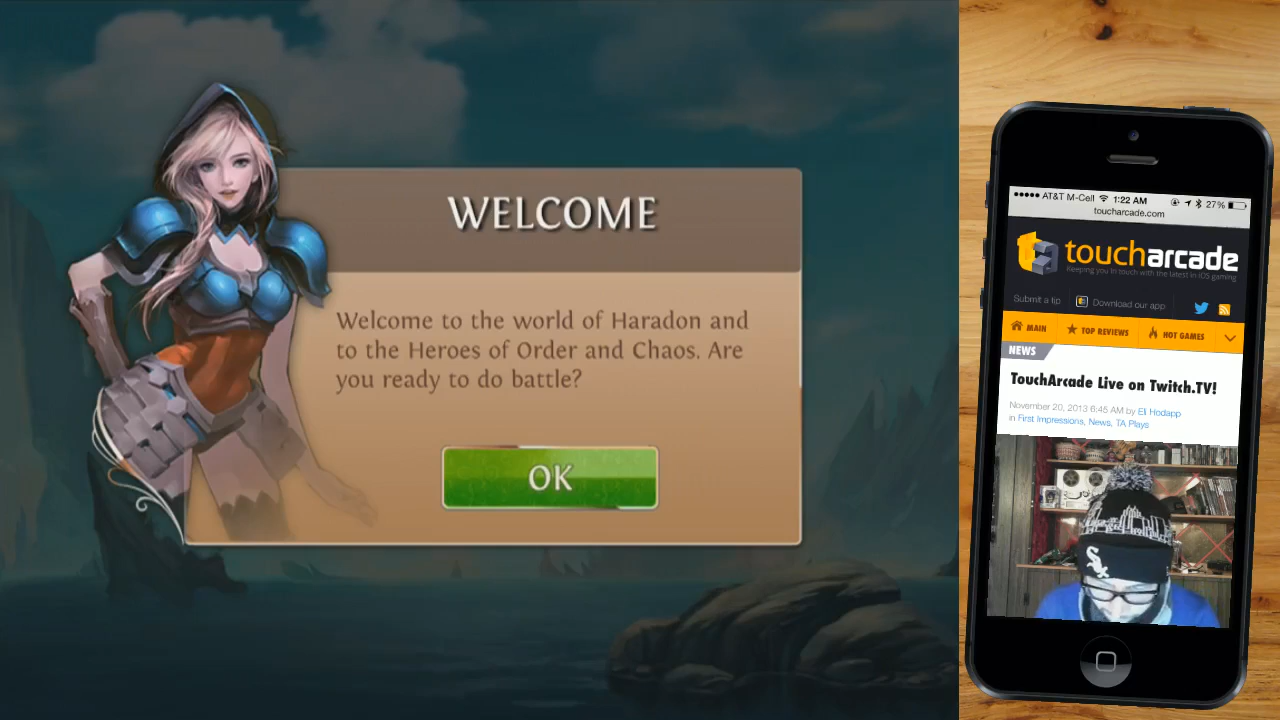 WELCOME
Welcome to the world of Haradon and
to the Heroes of Order and Chaos. Are
you ready to do battle?
OK
AT&T M-Cell 1:22 AM 27%
toucharcade.com
toucharcade
Keeping you in touch with the latest in iOS gaming
Submit a tip Download our app
MAIN TOP REVIEWS HOT GAMES
NEWS
TouchArcade Live on Twitch.TV!
November 20, 2013 6:45 AM by Eli Hodapp
in First Impressions, News, TA Plays
Sox